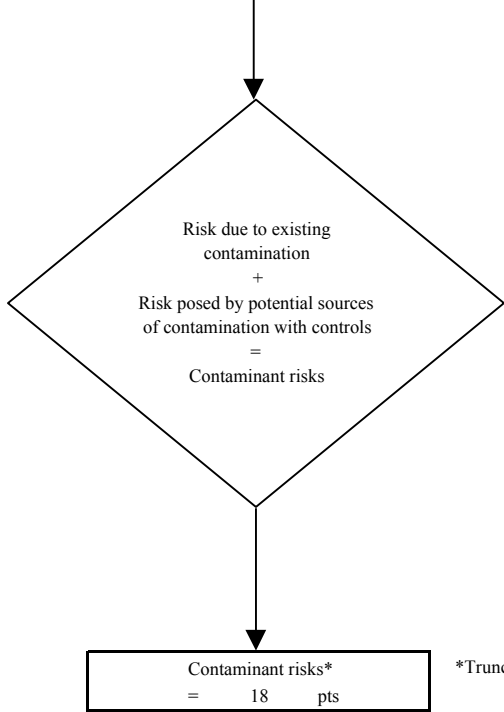 Risk due to existing
contamination
+
Risk posed by potential sources
of contamination with controls
=
Contaminant risks
Contaminant risks*
= 18 pts